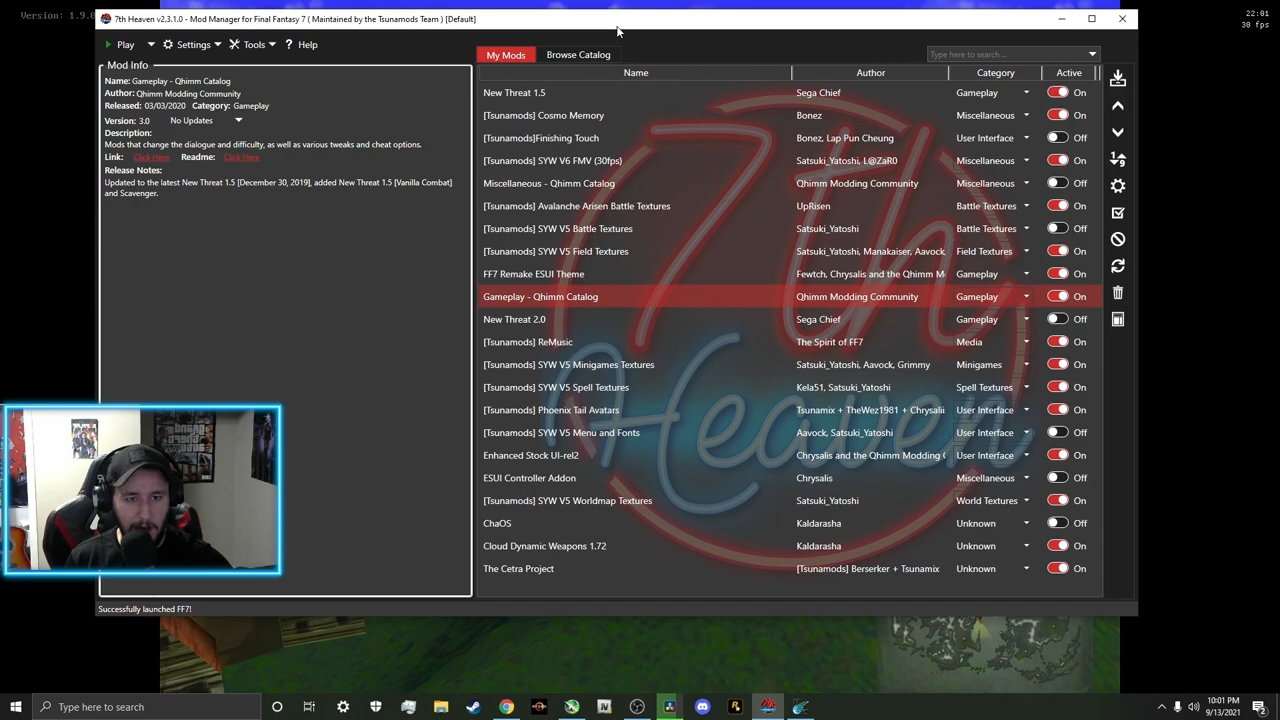 Version: 1.9.0
22:01
30 fps
7th Heaven v2.3.1.0 - Mod Manager for Final Fantasy 7 ( Maintained by the Tsunamods Team ) [Default]
Play Settings Tools Help
My Mods Browse Catalog Type here to search ...
Mod Info
Name: Gameplay - Qhimm Catalog
Author: Qhimm Modding Community
Released: 03/03/2020 Category: Gameplay
Version: 3.0 No Updates
Description:
Mods that change the dialogue and difficulty, as well as various tweaks and cheat options.
Link: Click Here Readme: Click Here
Release Notes:
Updated to the latest New Threat 1.5 [December 30, 2019], added New Threat 1.5 [Vanilla Combat]
and Scavenger.
Name Author Category Active
New Threat 1.5 Sega Chief Gameplay On
[Tsunamods] Cosmo Memory Bonez Miscellaneous On
[Tsunamods]Finishing Touch Bonez, Lap Pun Cheung User Interface Off
[Tsunamods] SYW V6 FMV (30fps) Satsuki_Yatoshi, L@ZaR0 Miscellaneous On
Miscellaneous - Qhimm Catalog Qhimm Modding Community Miscellaneous Off
[Tsunamods] Avalanche Arisen Battle Textures UpRisen Battle Textures On
[Tsunamods] SYW V5 Battle Textures Satsuki_Yatoshi Battle Textures Off
[Tsunamods] SYW V5 Field Textures Satsuki_Yatoshi, Manakaiser, Aavock, Field Textures On
FF7 Remake ESUI Theme Fewtch, Chrysalis and the Qhimm M Gameplay On
Gameplay - Qhimm Catalog Qhimm Modding Community Gameplay On
New Threat 2.0 Sega Chief Gameplay Off
[Tsunamods] ReMusic The Spirit of FF7 Media On
[Tsunamods] SYW V5 Minigames Textures Satsuki_Yatoshi, Aavock, Grimmy Minigames On
[Tsunamods] SYW V5 Spell Textures Kela51, Satsuki_Yatoshi Spell Textures On
[Tsunamods] Phoenix Tail Avatars Tsunamix + TheWez1981 + Chrysalis User Interface On
[Tsunamods] SYW V5 Menu and Fonts Aavock, Satsuki_Yatoshi User Interface Off
Enhanced Stock UI-rel2 Chrysalis and the Qhimm Modding C User Interface On
ESUI Controller Addon Chrysalis Miscellaneous Off
[Tsunamods] SYW V5 Worldmap Textures Satsuki_Yatoshi World Textures On
ChaOS Kaldarasha Unknown Off
Cloud Dynamic Weapons 1.72 Kaldarasha Unknown On
The Cetra Project [Tsunamods] Berserker + Tsunamix Unknown On
7th
Heaven
Successfully launched FF7!
Type here to search
10:01 PM
9/13/2021